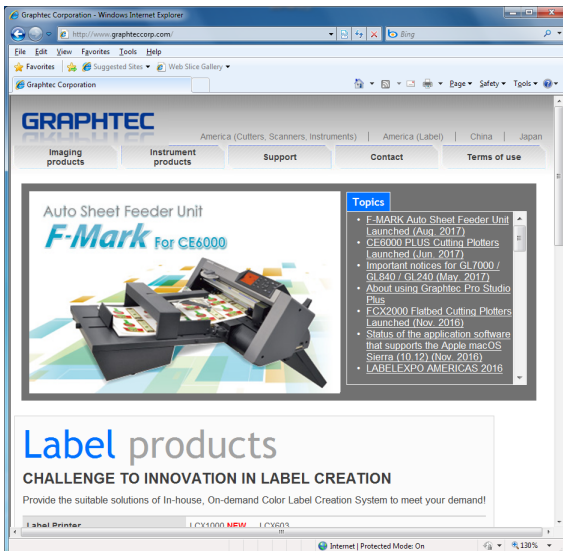 Graphtec Corporation - Windows Internet Explorer
http://www.graphteccorp.com/
Bing
File Edit View Favorites Tools Help
Favorites Suggested Sites Web Slice Gallery
Graphtec Corporation
Page Safety Tools
GRAPHTEC
America (Cutters, Scanners, Instruments) | America (Label) | China | Japan
Imaging products
Instrument products
Support
Contact
Terms of use
Auto Sheet Feeder Unit
F-Mark For CE6000
Topics
• F-MARK Auto Sheet Feeder Unit
Launched (Aug. 2017)
• CE6000 PLUS Cutting Plotters
Launched (Jun. 2017)
• Important notices for GL7000 /
GL840 / GL240 (May. 2017)
• About using Graphtec Pro Studio
Plus
• FCX2000 Flatbed Cutting Plotters
Launched (Nov. 2016)
• Status of the application software
that supports the Apple macOS
Sierra (10.12) (Nov. 2016)
• LABELEXPO AMERICAS 2016
Label products
CHALLENGE TO INNOVATION IN LABEL CREATION
Provide the suitable solutions of In-house, On-demand Color Label Creation System to meet your demand!
Label Printer LCX1000 NEW LCX603
Internet | Protected Mode: On
130%